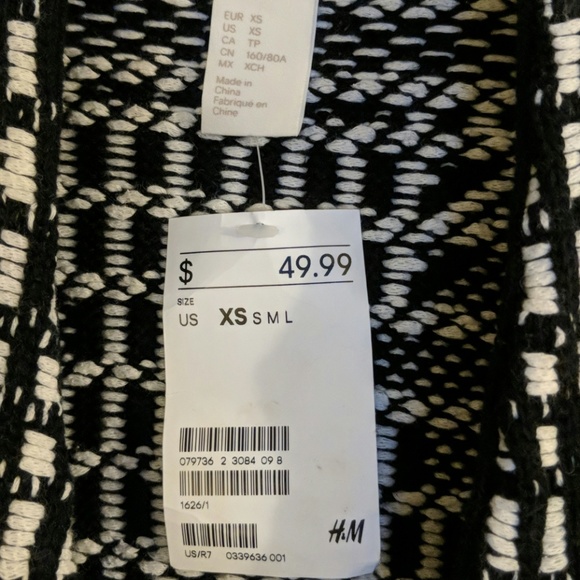 EUR XS
US XS
CA TP
CN 160/80A
MX XCH
Made in
China
Fabriqué en
Chine
$ 49.99
SIZE
US XS S M L
079736 2 3084 09 8
1626/1
H&M
US/R7 0339636 001